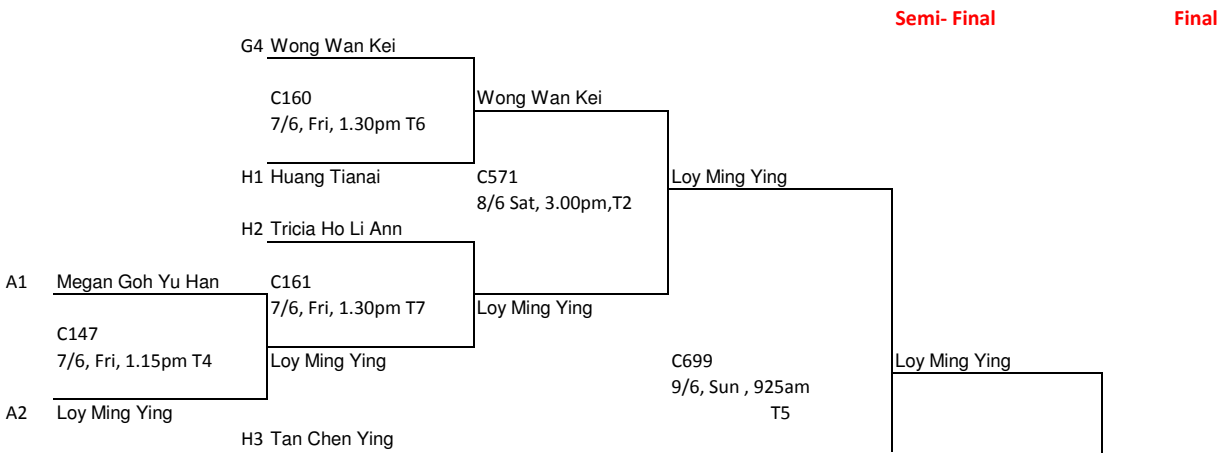 Semi- Final Final
G4 Wong Wan Kei
C160 Wong Wan Kei
7/6, Fri, 1.30pm T6
H1 Huang Tianai C571 Loy Ming Ying
8/6 Sat, 3.00pm,T2
H2 Tricia Ho Li Ann
A1 Megan Goh Yu Han C161
7/6, Fri, 1.30pm T7 Loy Ming Ying
C147
7/6, Fri, 1.15pm T4 Loy Ming Ying C699 Loy Ming Ying
9/6, Sun , 925am
A2 Loy Ming Ying T5
H3 Tan Chen Ying